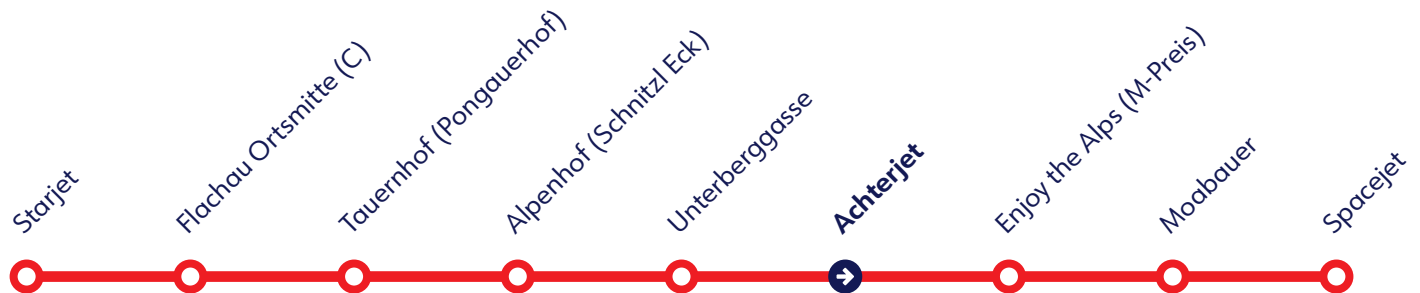 Starjet
Flachau Ortsmitte (C)
Tauernhof (Pongauerhof)
Alpenhof (Schnitzl Eck)
Unterberggasse
Achterjet
Enjoy the Alps (M-Preis)
Moabauer
Spacejet